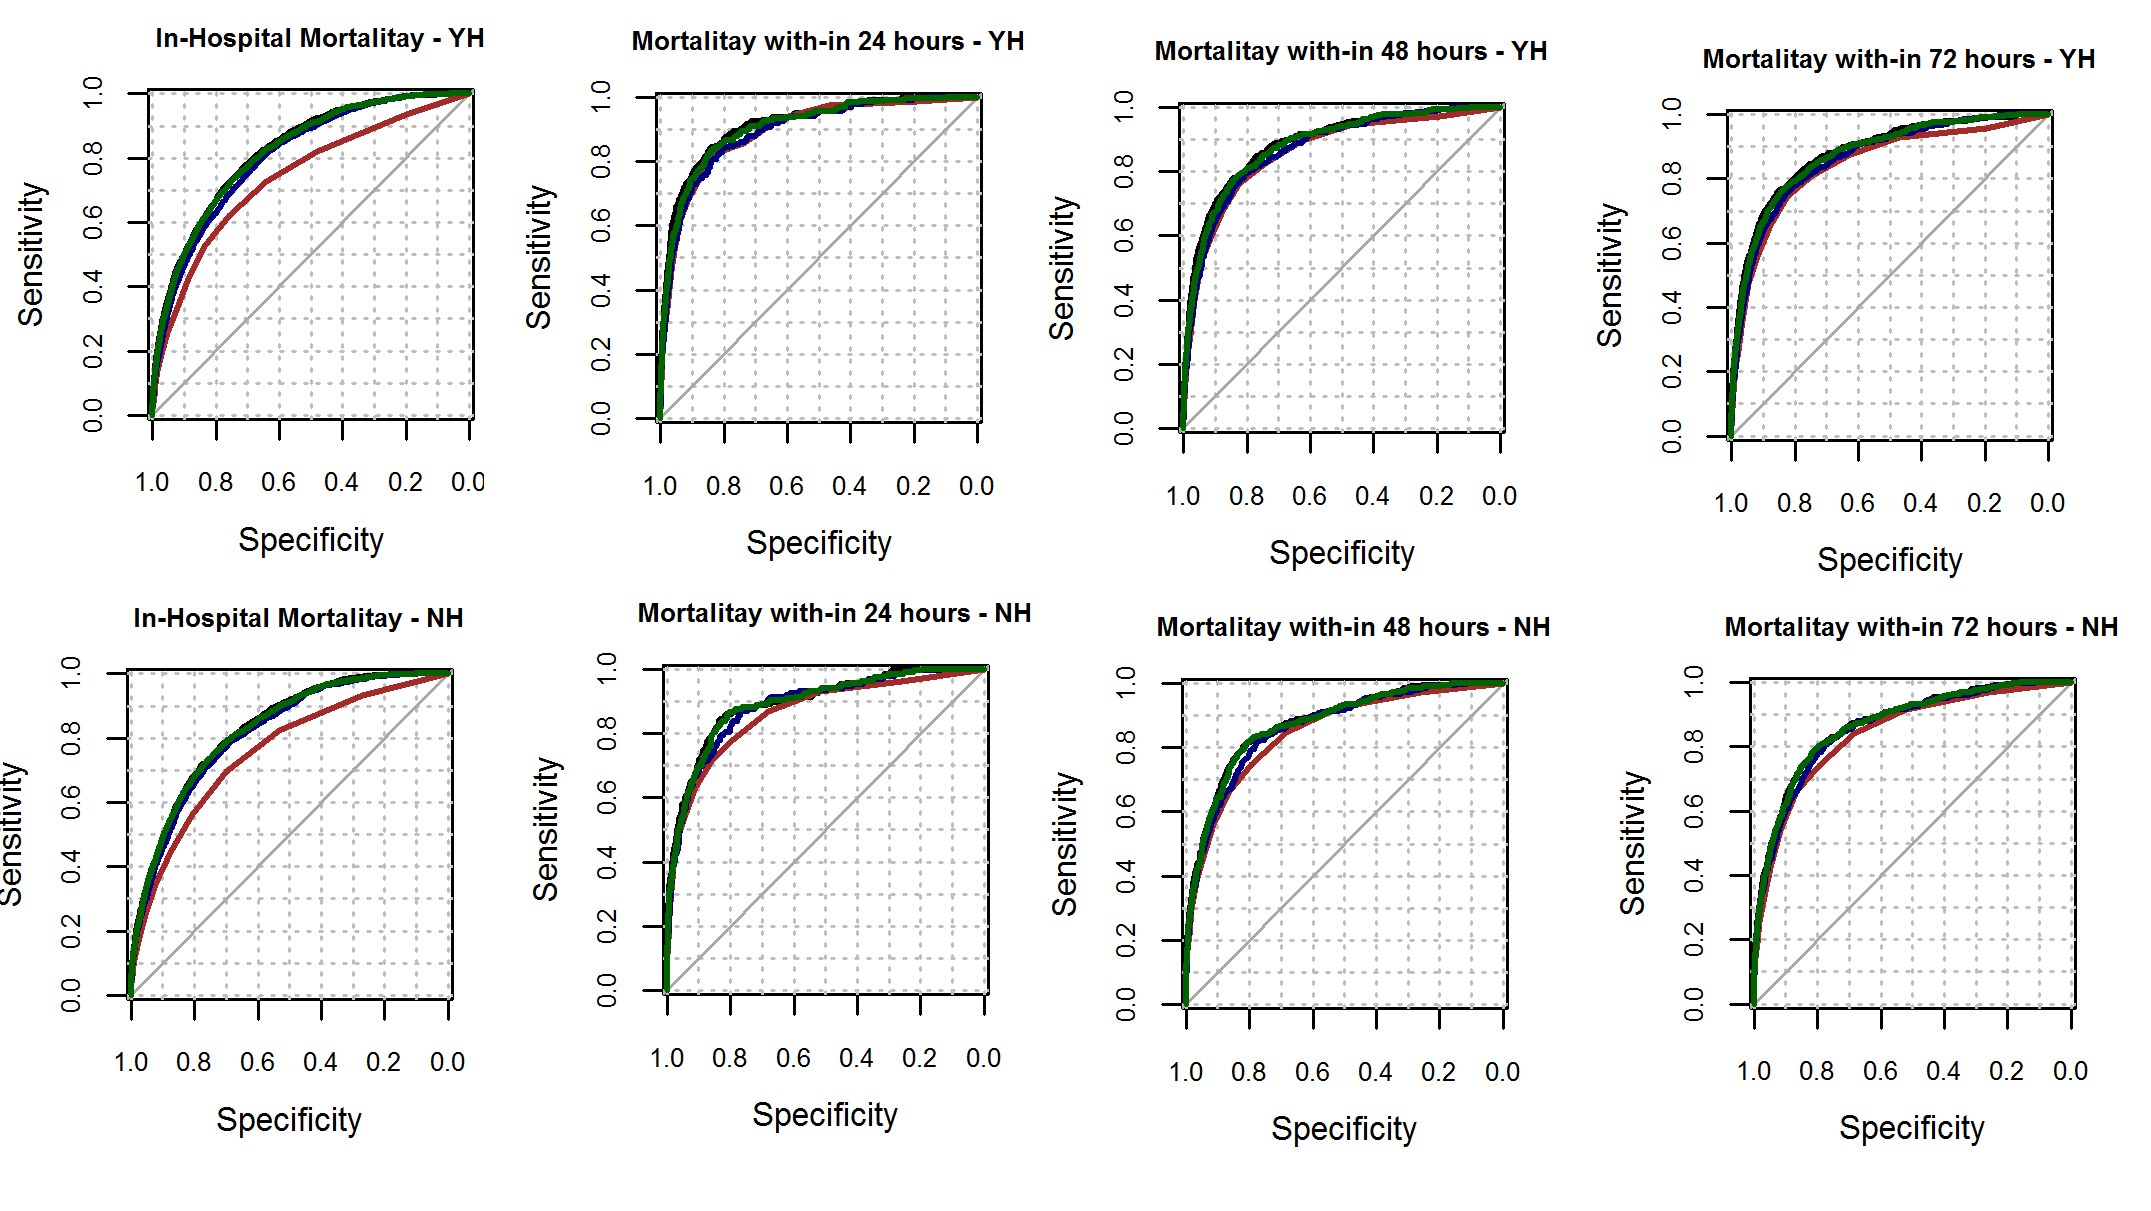 In-Hospital Mortalitay - YH
Mortalitay with-in 24 hours - YH
Mortalitay with-in 48 hours - YH
Mortalitay with-in 72 hours - YH
Sensitivity
0.0 0.2 0.4 0.6 0.8 1.0
1.0 0.8 0.6 0.4 0.2 0.0
Specificity
Sensitivity
0.0 0.2 0.4 0.6 0.8 1.0
1.0 0.8 0.6 0.4 0.2 0.0
Specificity
Sensitivity
0.0 0.2 0.4 0.6 0.8 1.0
1.0 0.8 0.6 0.4 0.2 0.0
Specificity
Sensitivity
0.0 0.2 0.4 0.6 0.8 1.0
1.0 0.8 0.6 0.4 0.2 0.0
Specificity
In-Hospital Mortalitay - NH
Mortalitay with-in 24 hours - NH
Mortalitay with-in 48 hours - NH
Mortalitay with-in 72 hours - NH
Sensitivity
0.0 0.2 0.4 0.6 0.8 1.0
1.0 0.8 0.6 0.4 0.2 0.0
Specificity
Sensitivity
0.0 0.2 0.4 0.6 0.8 1.0
1.0 0.8 0.6 0.4 0.2 0.0
Specificity
Sensitivity
0.0 0.2 0.4 0.6 0.8 1.0
1.0 0.8 0.6 0.4 0.2 0.0
Specificity
Sensitivity
0.0 0.2 0.4 0.6 0.8 1.0
1.0 0.8 0.6 0.4 0.2 0.0
Specificity